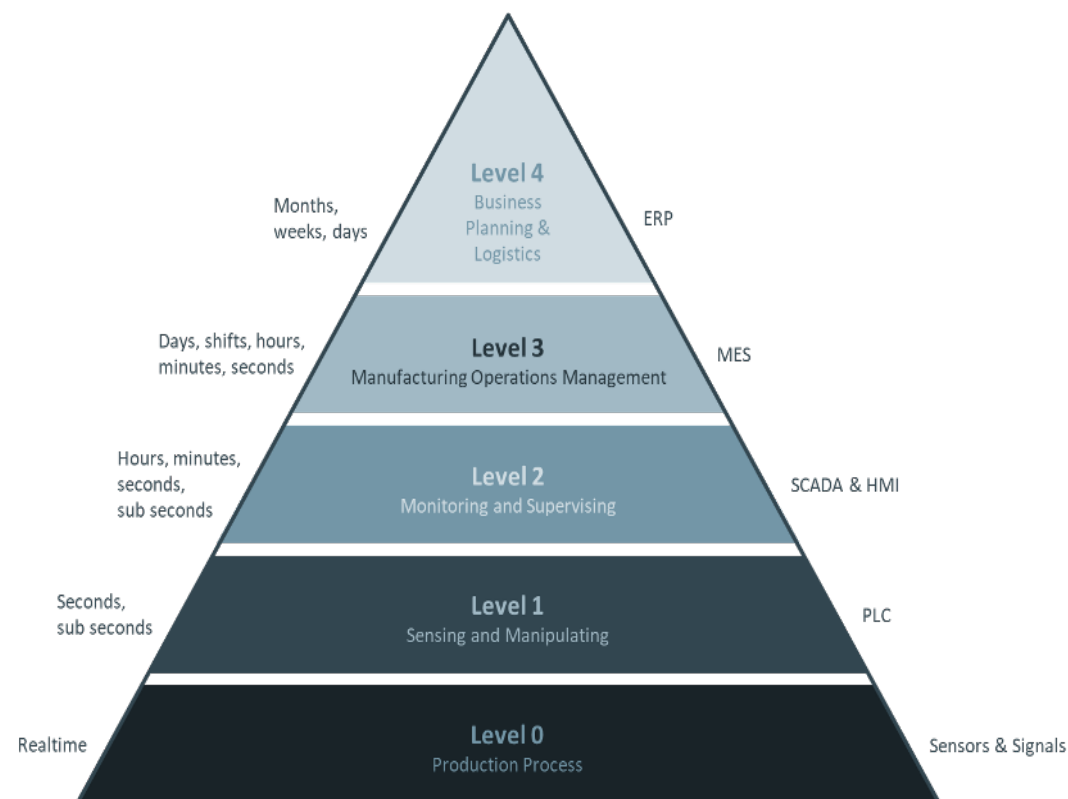 Level 4
Business
Planning &
Logistics
Months,
weeks, days
ERP
Level 3
Manufacturing Operations Management
Days, shifts, hours,
minutes, seconds
MES
Level 2
Monitoring and Supervising
Hours, minutes,
seconds,
sub seconds
SCADA & HMI
Level 1
Sensing and Manipulating
Seconds,
sub seconds
PLC
Level 0
Production Process
Realtime
Sensors & Signals